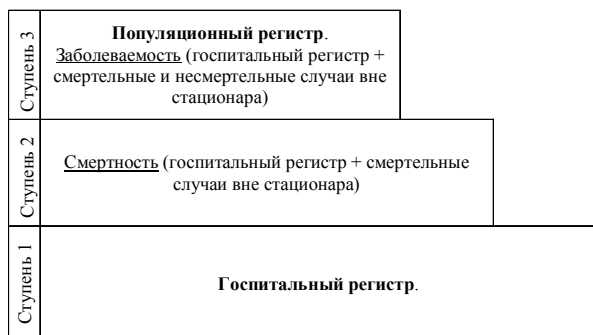 Ступень 3
Популяционный регистр.
Заболеваемость (госпитальный регистр +
смертельные и несмертельные случаи вне
стационара)
Ступень 2
Смертность (госпитальный регистр + смертельные
случаи вне стационара)
Ступень 1
Госпитальный регистр.